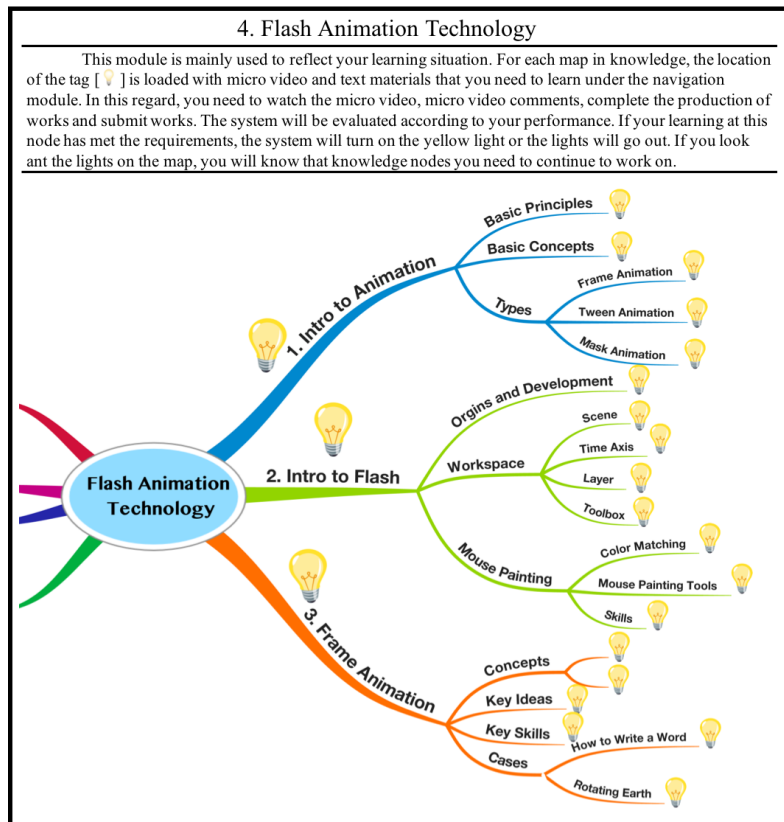 4. Flash Animation Technology
This module is mainly used to reflect your learning situation. For each map in knowledge, the location
of the tag [ ] is loaded with micro video and text materials that you need to learn under the navigation
module. In this regard, you need to watch the micro video, micro video comments, complete the production of
works and submit works. The system will be evaluated according to your performance. If your learning at this
node has met the requirements, the system will turn on the yellow light or the lights will go out. If you look
ant the lights on the map, you will know that knowledge nodes you need to continue to work on.
Flash Animation
Technology
1. Intro to Animation
Basic Principles
Basic Concepts
Types
Frame Animation
Tween Animation
Mask Animation
2. Intro to Flash
Orgins and Development
Workspace
Scene
Time Axis
Layer
Toolbox
Mouse Painting
Color Matching
Mouse Painting Tools
Skills
3. Frame Animation
Concepts
Key Ideas
Key Skills
Cases
How to Write a Word
Rotating Earth